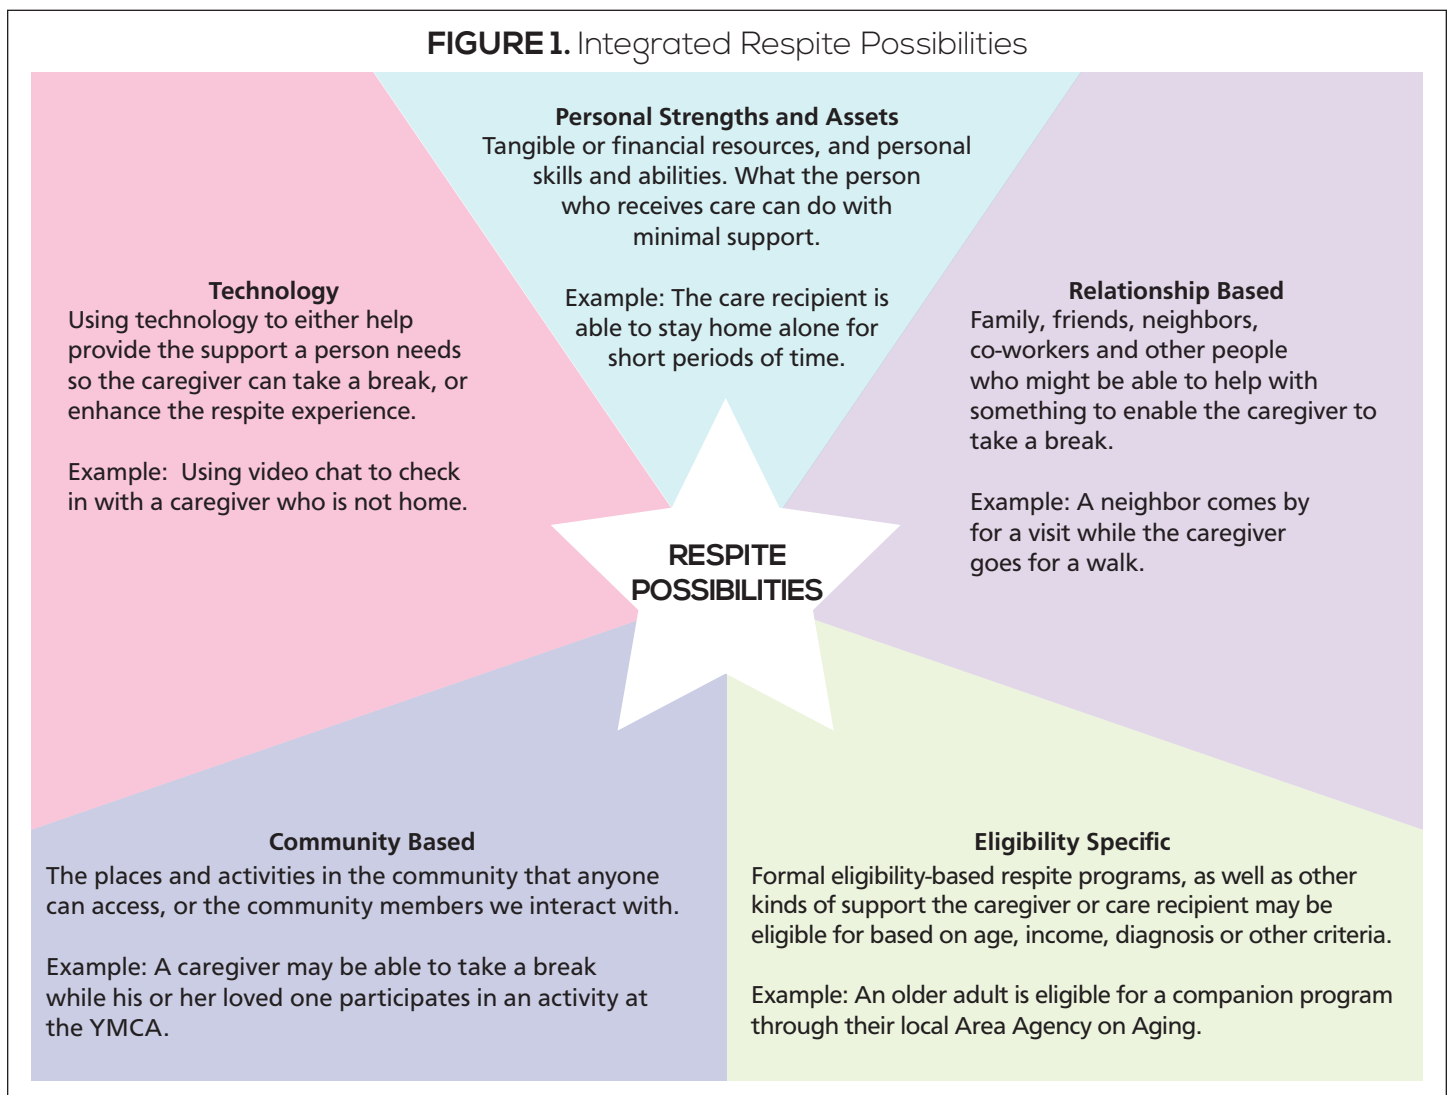 FIGURE 1. Integrated Respite Possibilities
Personal Strengths and Assets
Tangible or financial resources, and personal
skills and abilities. What the person
who receives care can do with
minimal support.
Example: The care recipient is
able to stay home alone for
short periods of time.
Technology
Using technology to either help
provide the support a person needs
so the caregiver can take a break, or
enhance the respite experience.
Example: Using video chat to check
in with a caregiver who is not home.
Relationship Based
Family, friends, neighbors,
co-workers and other people
who might be able to help with
something to enable the caregiver to
take a break.
Example: A neighbor comes by
for a visit while the caregiver
goes for a walk.
RESPITE
POSSIBILITIES
Community Based
The places and activities in the community that anyone
can access, or the community members we interact with.
Example: A caregiver may be able to take a break
while his or her loved one participates in an activity at
the YMCA.
Eligibility Specific
Formal eligibility-based respite programs, as well as other
kinds of support the caregiver or care recipient may be
eligible for based on age, income, diagnosis or other criteria.
Example: An older adult is eligible for a companion program
through their local Area Agency on Aging.